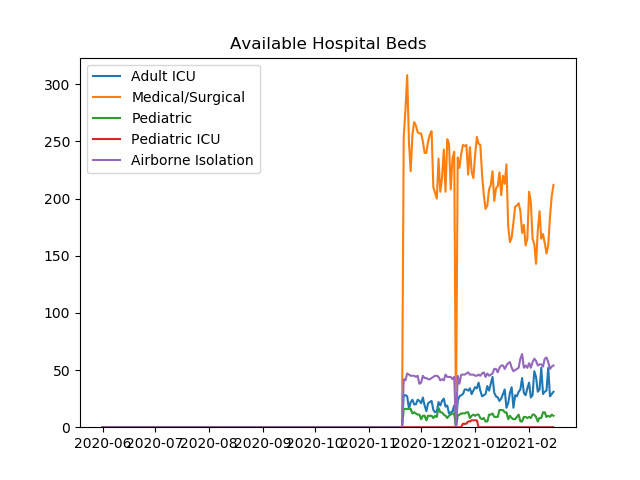 Available Hospital Beds
Adult ICU
Medical/Surgical
Pediatric
Pediatric ICU
Airborne Isolation
300
250
200
150
100
50
0
2020-06 2020-07 2020-08 2020-09 2020-10 2020-11 2020-12 2021-01 2021-02